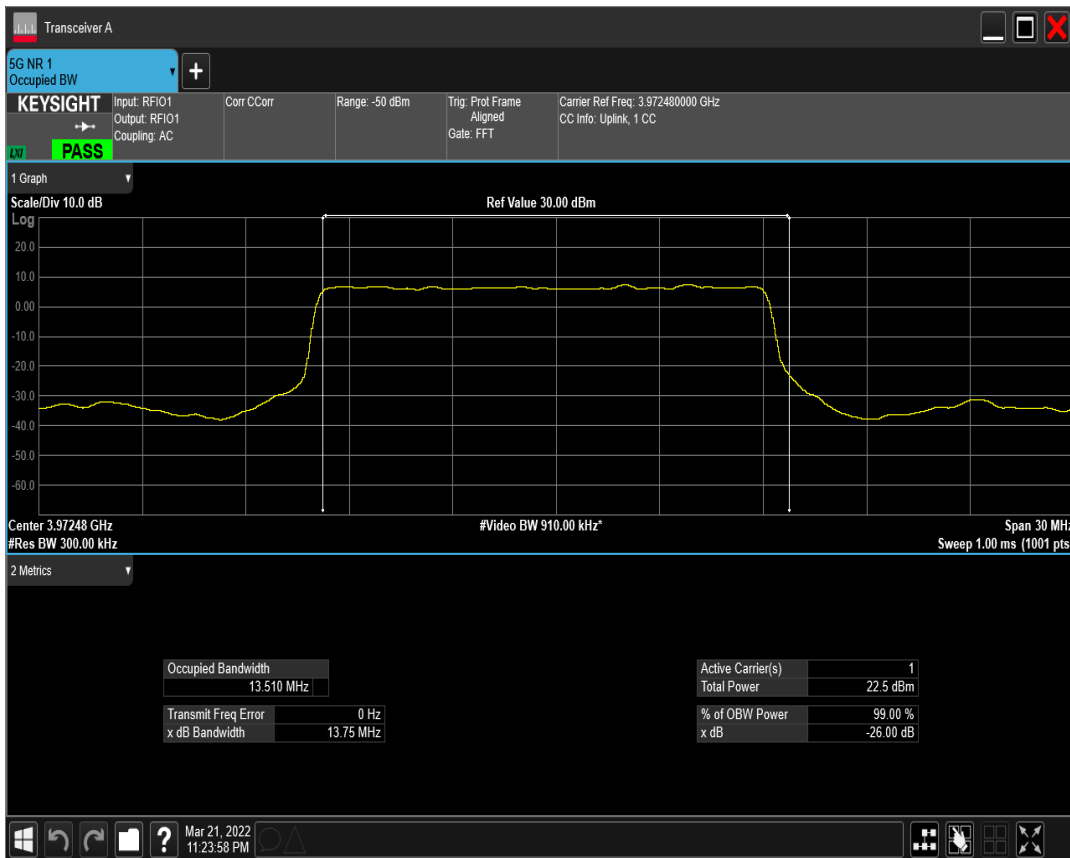 Transceiver A
5G NR 1
Occupied BW
+
KEYSIGHT
LXI
PASS
Input: RFIO1
Output: RFIO1
Coupling: AC
Corr CCorr
Range: -50 dBm
Trig: Prot Frame
Aligned
Gate: FFT
Carrier Ref Freq: 3.972480000 GHz
CC Info: Uplink, 1 CC
1 Graph
Scale/Div 10.0 dB
Ref Value 30.00 dBm
Log
20.0
10.0
0.00
-10.0
-20.0
-30.0
-40.0
-50.0
-60.0
Center 3.97248 GHz
#Video BW 910.00 kHz*
Span 30 MHz
#Res BW 300.00 kHz
Sweep 1.00 ms (1001 pts
2 Metrics
Occupied Bandwidth
13.510 MHz
Transmit Freq Error 0 Hz
x dB Bandwidth 13.75 MHz
Active Carrier(s) 1
Total Power 22.5 dBm
% of OBW Power 99.00 %
x dB -26.00 dB
?
Mar 21, 2022
11:23:58 PM